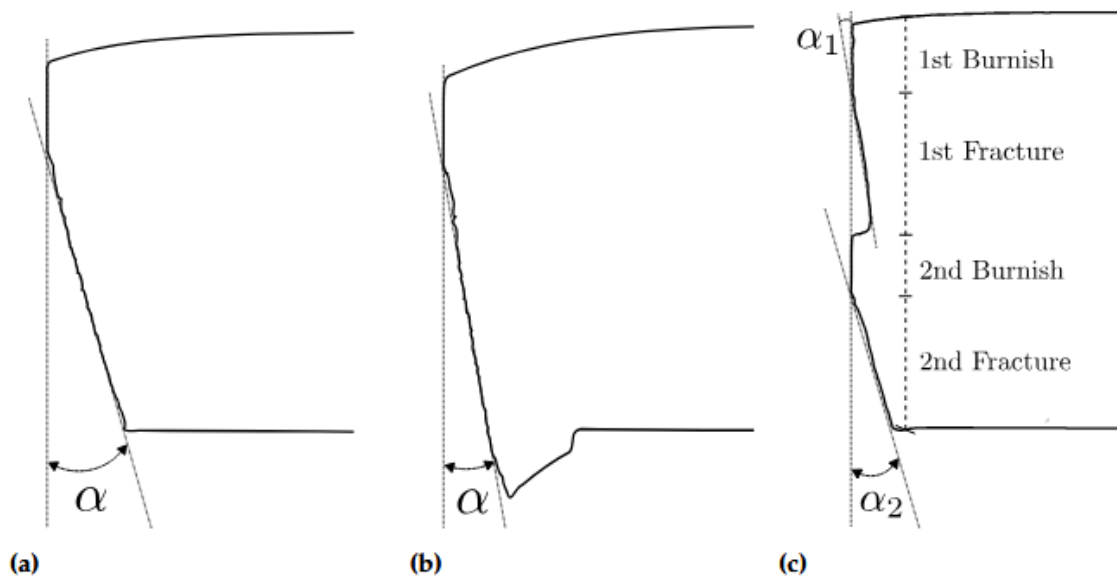 α
(a)
α
(b)
α1
1st Burnish
1st Fracture
2nd Burnish
2nd Fracture
α2
(c)